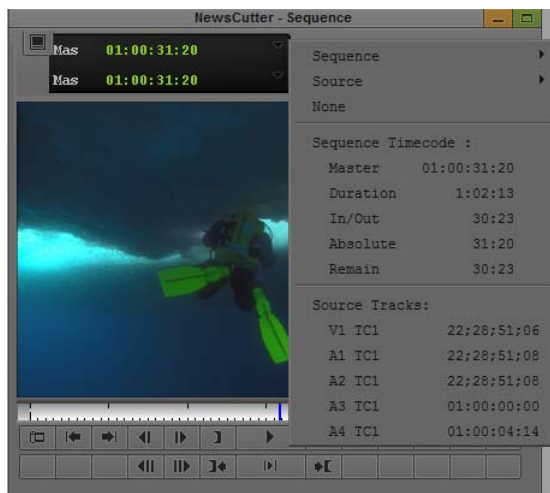 NewsCutter - Sequence
Mas 01:00:31:20
Mas 01:00:31:20
Sequence
Source
None
Sequence Timecode :
Master 01:00:31:20
Duration 1:02:13
In/Out 30:23
Absolute 31:20
Remain 30:23
Source Tracks:
V1 TC1 22;28;51;06
A1 TC1 22;28;51;08
A2 TC1 22;28;51;08
A3 TC1 01:00:00:00
A4 TC1 01:00:04:14